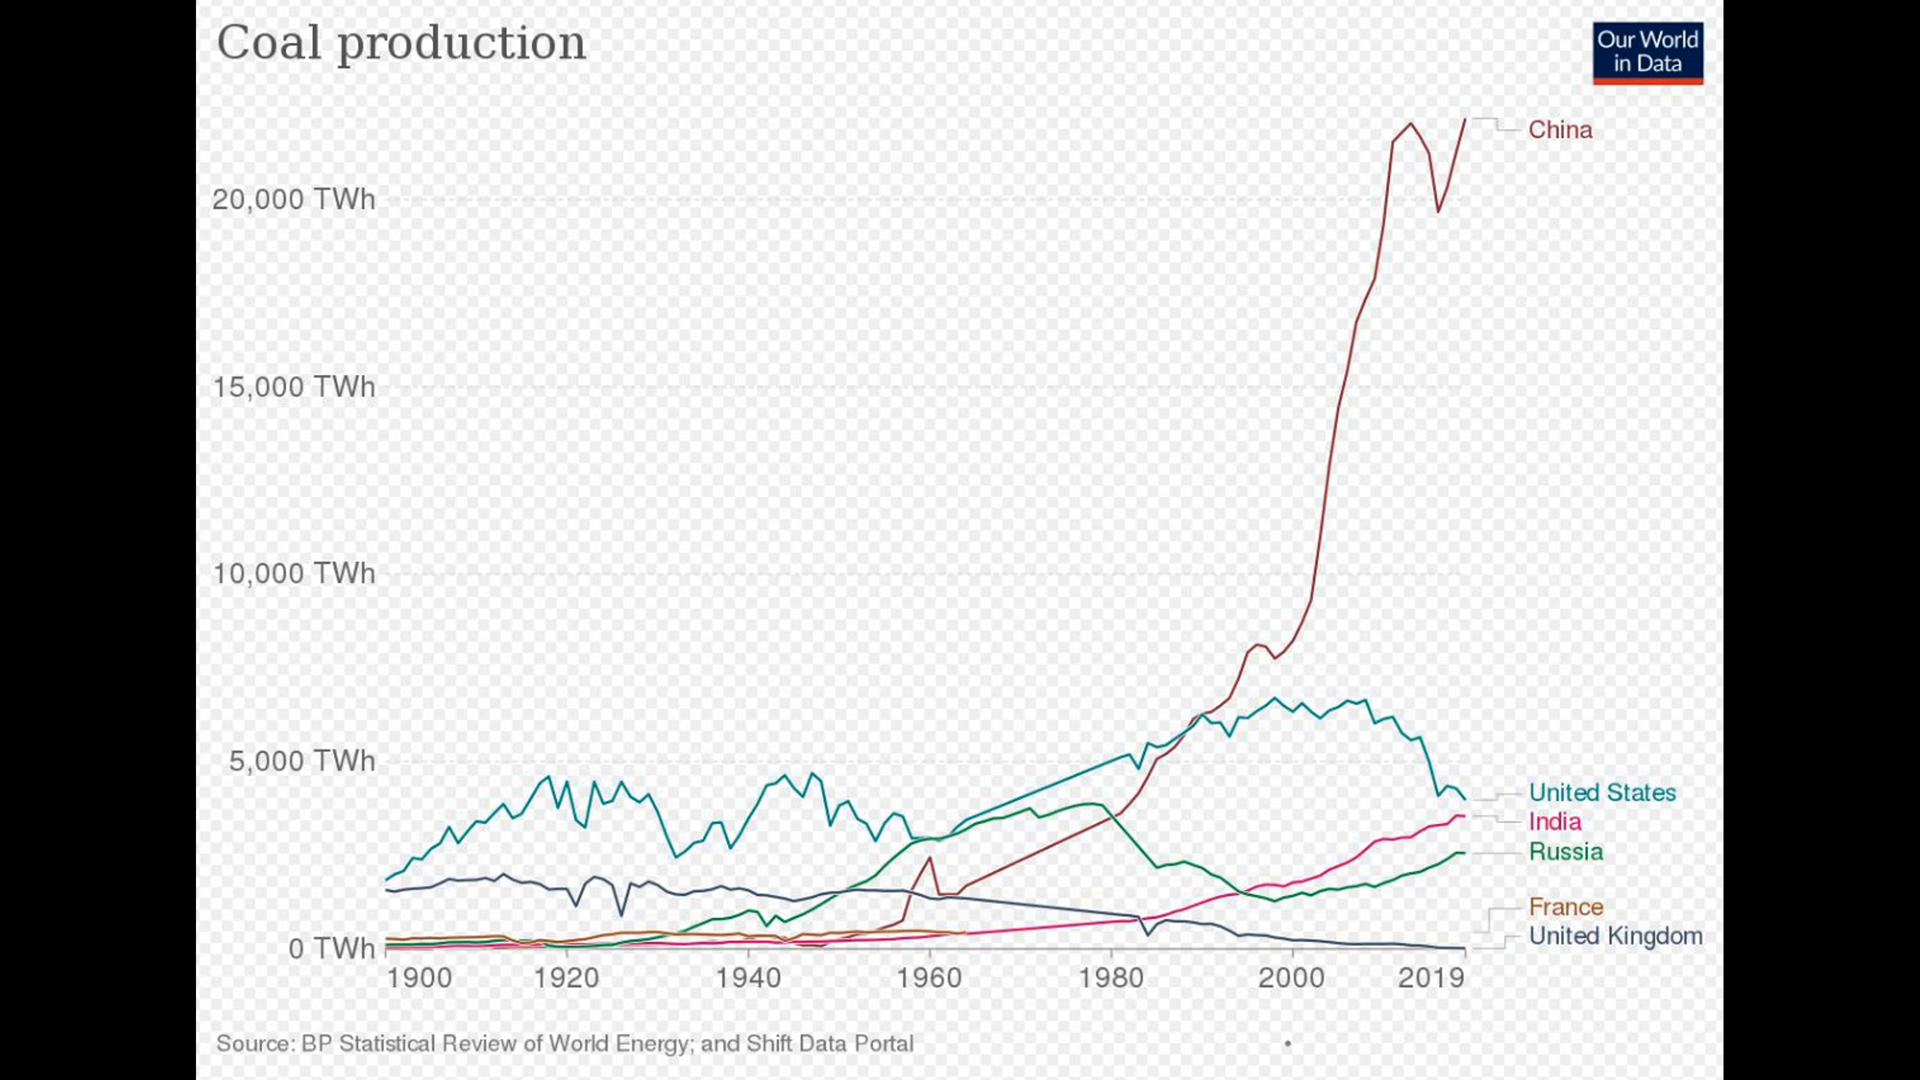 Coal production
Our World
in Data
China
20,000 TWh
15,000 TWh
10,000 TWh
5,000 TWh
United States
India
Russia
France
United Kingdom
0 TWh
1900 1920 1940 1960 1980 2000 2019
Source: BP Statistical Review of World Energy; and Shift Data Portal •